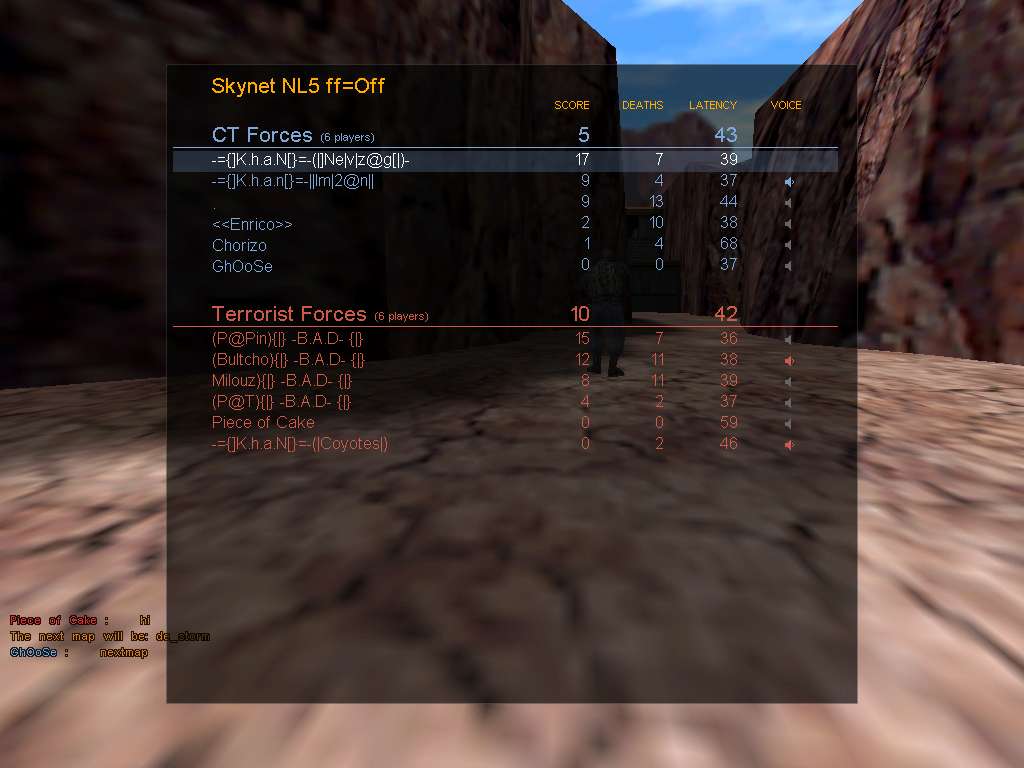 Skynet NL5 ff=Off
SCORE DEATHS LATENCY VOICE
CT Forces (6 players) 5 43
-={[]K.h.a.N[}=-([]Ne|v|z@g[|)- 17 7 39
-={[]K.h.a.n[}=-||Im|2@n|| 9 4 37
. 9 13 44
<<Enrico>> 2 10 38
Chorizo 1 4 68
GhOoSe 0 0 37
Terrorist Forces (6 players) 10 42
(P@Pin){|} -B.A.D- {|} 15 7 36
(Bultcho){|} -B.A.D- {|} 12 11 38
Milouz){|} -B.A.D- {|} 8 11 39
(P@T){|} -B.A.D- {|} 4 2 37
Piece of Cake 0 0 59
-={[]K.h.a.N[}=-(|Coyotes|) 0 2 46
Piece of Cake : hi
The next map will be: de_storm
GhOoSe : nextmap